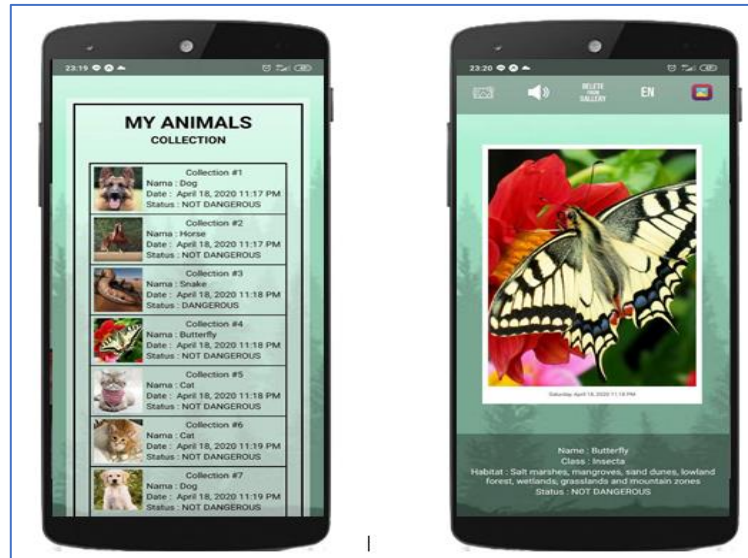 23:19
MY ANIMALS
COLLECTION
Collection #1
Nama : Dog
Date : April 18, 2020 11:17 PM
Status : NOT DANGEROUS
Collection #2
Nama : Horse
Date : April 18, 2020 11:17 PM
Status : NOT DANGEROUS
Collection #3
Nama : Snake
Date : April 18, 2020 11:18 PM
Status : DANGEROUS
Collection #4
Nama : Butterfly
Date : April 18, 2020 11:18 PM
Status : NOT DANGEROUS
Collection #5
Nama : Cat
Date : April 18, 2020 11:18 PM
Status : NOT DANGEROUS
Collection #6
Nama : Cat
Date : April 18, 2020 11:19 PM
Status : NOT DANGEROUS
Collection #7
Nama : Dog
Date : April 18, 2020 11:19 PM
Status : NOT DANGEROUS
23:20
DELETE
FROM
GALLERY
EN
Saturday, April 18, 2020 11:18 PM
Name : Butterfly
Class : Insecta
Habitat : Salt marshes, mangroves, sand dunes, lowland
forest, wetlands, grasslands and mountain zones
Status : NOT DANGEROUS